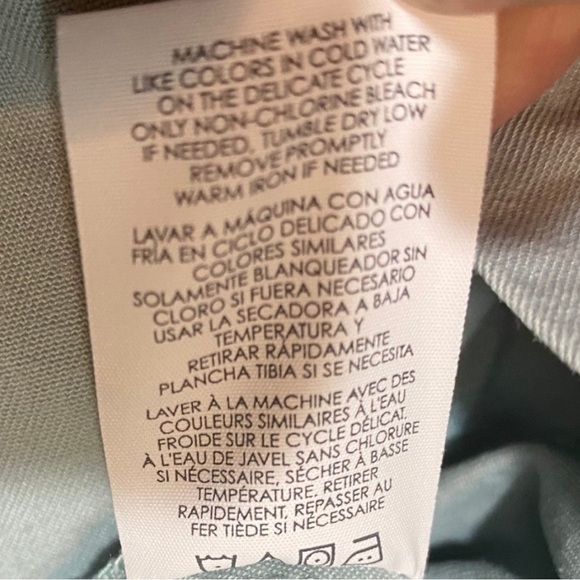 MACHINE WASH WITH
LIKE COLORS IN COLD WATER
ON THE DELICATE CYCLE
ONLY NON-CHLORINE BLEACH
IF NEEDED, TUMBLE DRY LOW
REMOVE PROMPTLY
WARM IRON IF NEEDED
LAVAR A MÁQUINA CON AGUA
FRÍA EN CICLO DELICADO CON
COLORES SIMILARES
SOLAMENTE BLANQUEADOR SIN
CLORO SI FUERA NECESARIO
USAR LA SECADORA A BAJA
TEMPERATURA Y
RETIRAR RÁPIDAMENTE
PLANCHA TIBIA SI SE NECESITA
LAVER À LA MACHINE AVEC DES
COULEURS SIMILAIRES À L'EAU
FROIDE SUR LE CYCLE DÉLICAT.
À L'EAU DE JAVEL SANS CHLORURE
SI NÉCESSAIRE, SÉCHER À BASSE
TEMPÉRATURE. RETIRER
RAPIDEMENT, REPASSER AU
FER TIÈDE SI NÉCESSAIRE